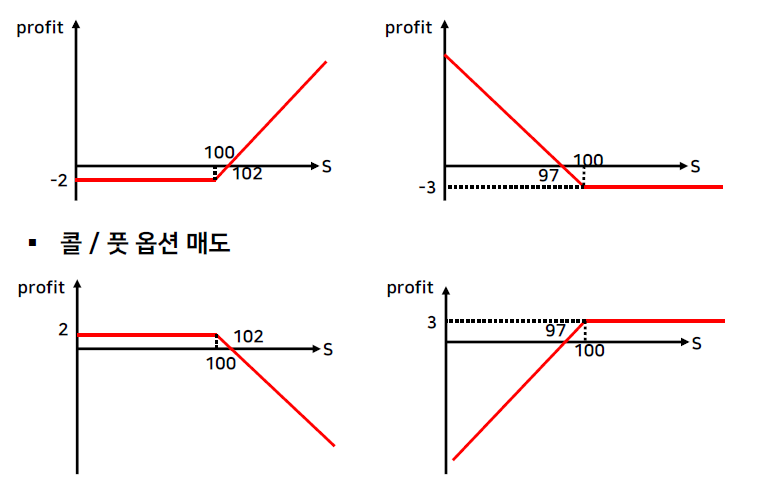 profit
100
S
-2
102
profit
100
S
97
-3
▪ 콜 / 풋 옵션 매도
profit
2
102
S
100
profit
3
97
S
100